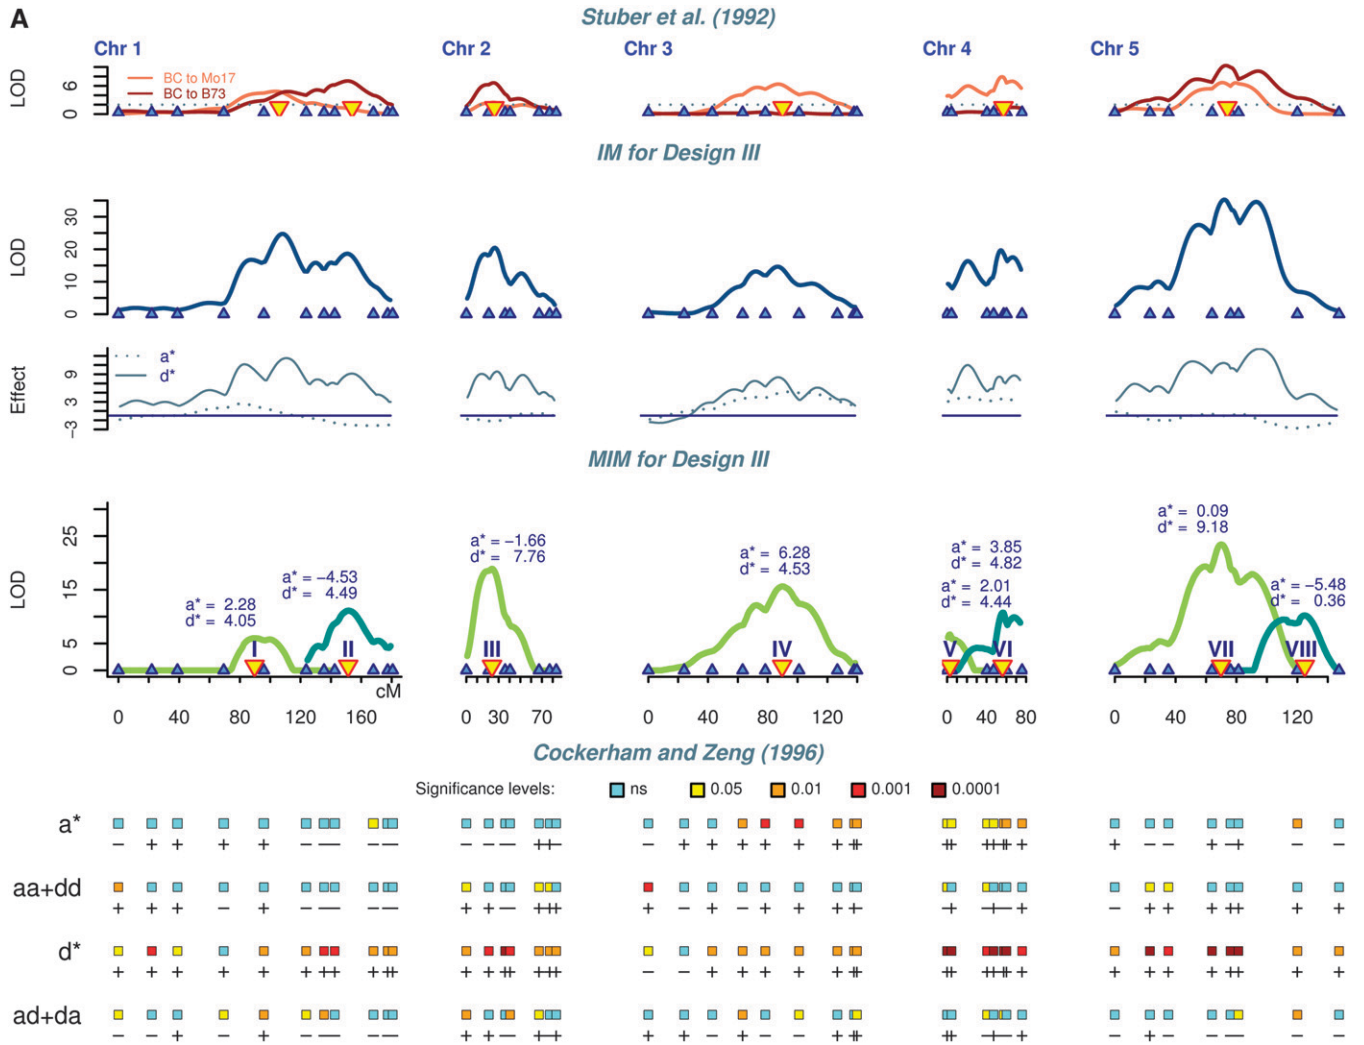 A
Stuber et al. (1992)
Chr 1 Chr 2 Chr 3 Chr 4 Chr 5
LOD
6
0
BC to Mo17
BC to B73
IM for Design III
LOD
30
20
10
0
Effect
9
3
−3
a*
d*
MIM for Design III
LOD
25
15
5
0
a* = 2.28
d* = 4.05
a* = −4.53
d* = 4.49
a* = −1.66
d* = 7.76
a* = 6.28
d* = 4.53
a* = 3.85
d* = 4.82
a* = 2.01
d* = 4.44
a* = 0.09
d* = 9.18
a* = −5.48
d* = 0.36
I II III IV V VI VII VIII
cM
0 40 80 120 160 0 30 70 0 40 80 120 0 40 80 0 40 80 120
Cockerham and Zeng (1996)
Significance levels: ns 0.05 0.01 0.001 0.0001
a*
aa+dd
d*
ad+da